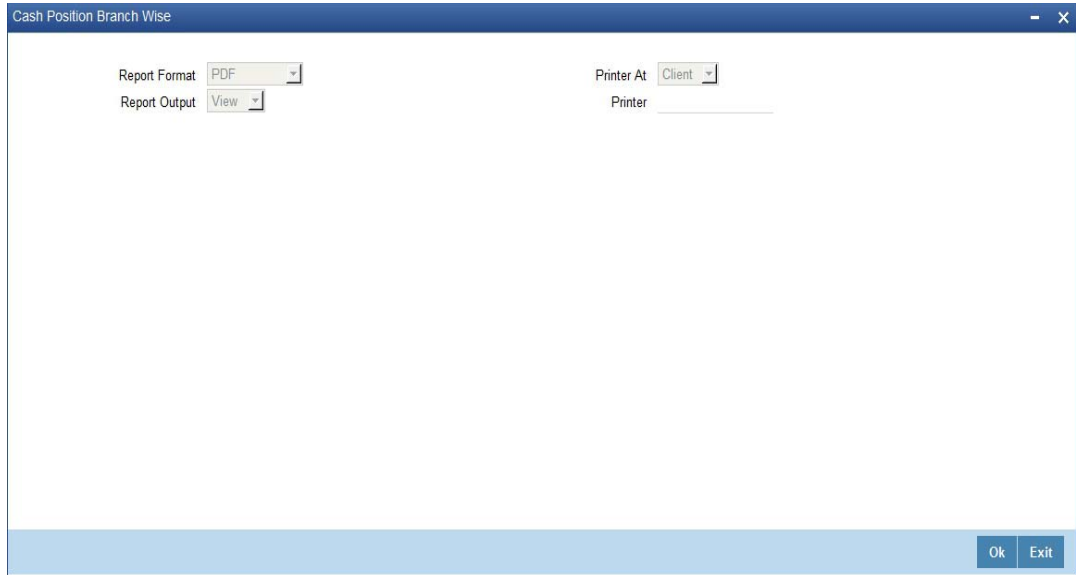 Cash Position Branch Wise
Report Format PDF Printer At Client
Report Output View Printer
Ok Exit